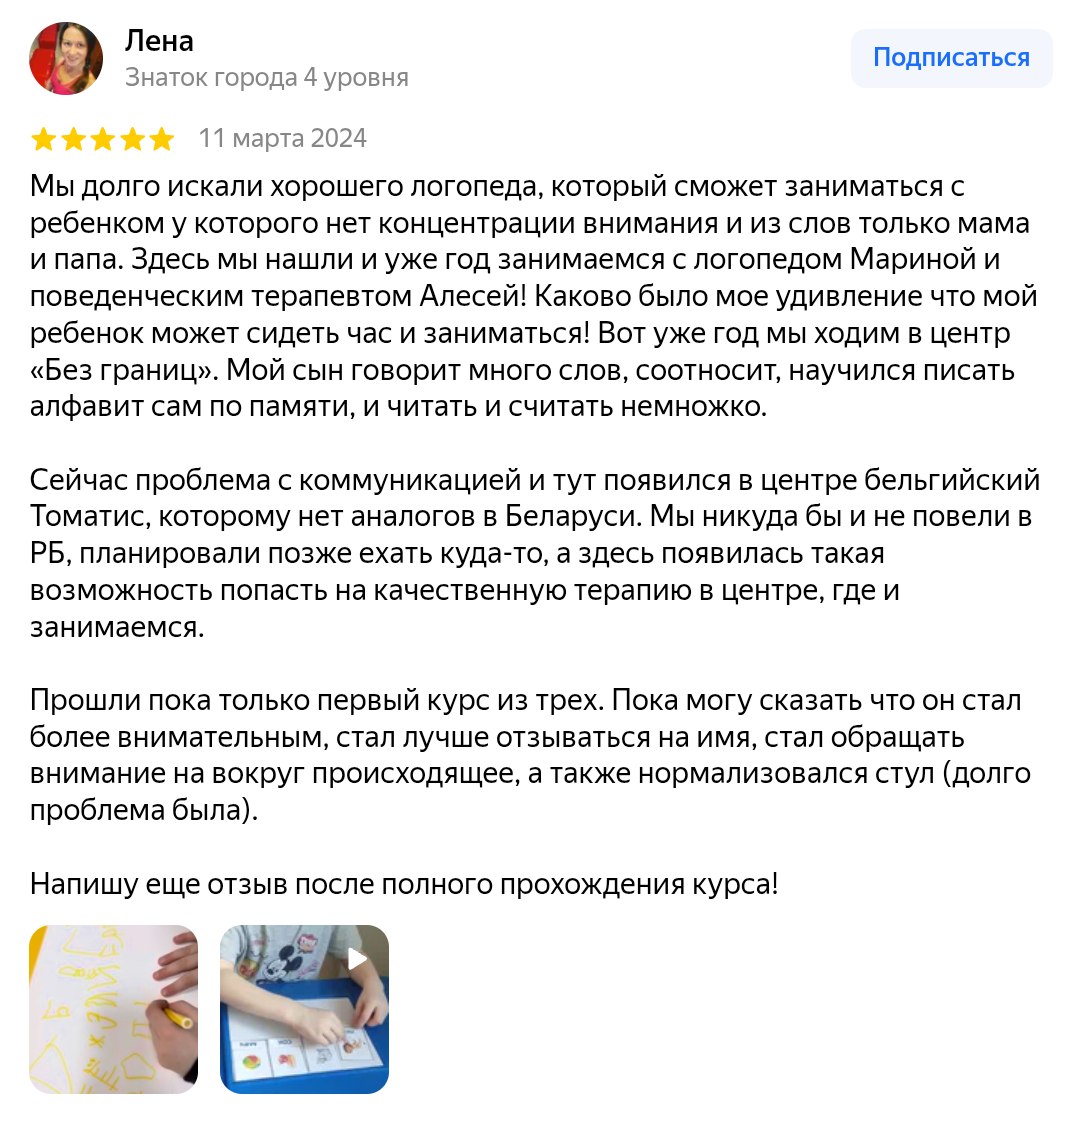 Лена
Знаток города 4 уровня
Подписаться
11 марта 2024
Мы долго искали хорошего логопеда, который сможет заниматься с
ребенком у которого нет концентрации внимания и из слов только мама
и папа. Здесь мы нашли и уже год занимаемся с логопедом Мариной и
поведенческим терапевтом Алесей! Каково было мое удивление что мой
ребенок может сидеть час и заниматься! Вот уже год мы ходим в центр
«Без границ». Мой сын говорит много слов, соотносит, научился писать
алфавит сам по памяти, и читать и считать немножко.
Сейчас проблема с коммуникацией и тут появился в центре бельгийский
Томатис, которому нет аналогов в Беларуси. Мы никуда бы и не повели в
РБ, планировали позже ехать куда-то, а здесь появилась такая
возможность попасть на качественную терапию в центре, где и
занимаемся.
Прошли пока только первый курс из трех. Пока могу сказать что он стал
более внимательным, стал лучше отзываться на имя, стал обращать
внимание на вокруг происходящее, а также нормализовался стул (долго
проблема была).
Напишу еще отзыв после полного прохождения курса!